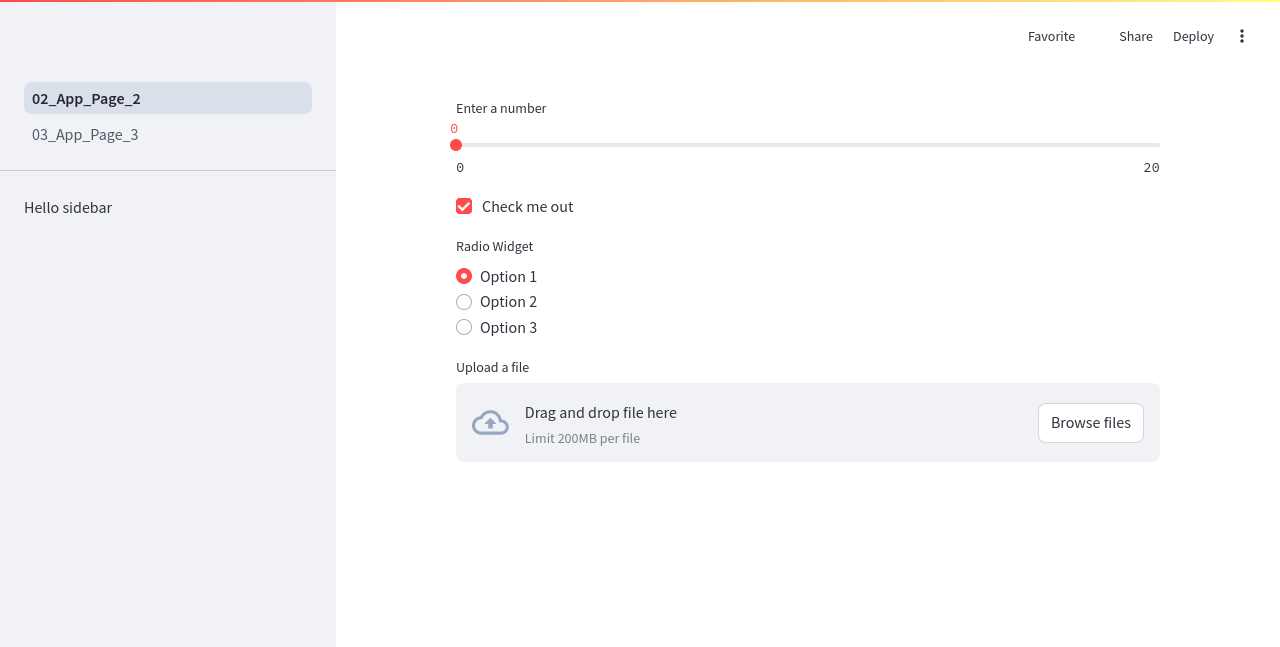 Favorite Share Deploy
02_App_Page_2
03_App_Page_3
Hello sidebar
Enter a number
0
0 20
Check me out
Radio Widget
Option 1
Option 2
Option 3
Upload a file
Drag and drop file here
Limit 200MB per file
Browse files